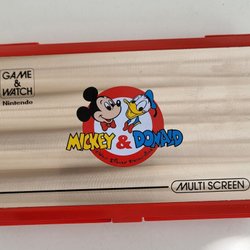 GAME
& WATCH
Nintendo
MICKEY & DONALD
MULTI SCREEN